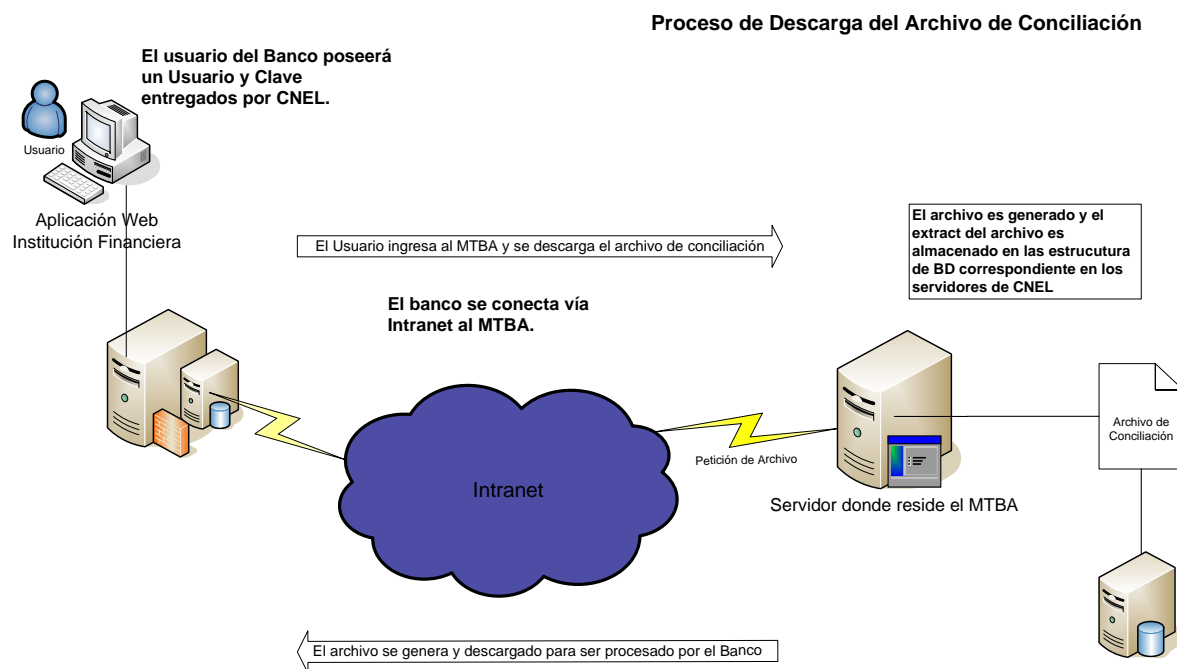 Proceso de Descarga del Archivo de Conciliación
El usuario del Banco poseerá
un Usuario y Clave
entregados por CNEL.
Usuario
Aplicación Web
Institución Financiera
El Usuario ingresa al MTBA y se descarga el archivo de conciliación
El archivo es generado y el
extract del archivo es
almacenado en las estrucutura
de BD correspondiente en los
servidores de CNEL
El banco se conecta vía
Intranet al MTBA.
Petición de Archivo
Archivo de
Conciliación
Intranet
Servidor donde reside el MTBA
El archivo se genera y descargado para ser procesado por el Banco